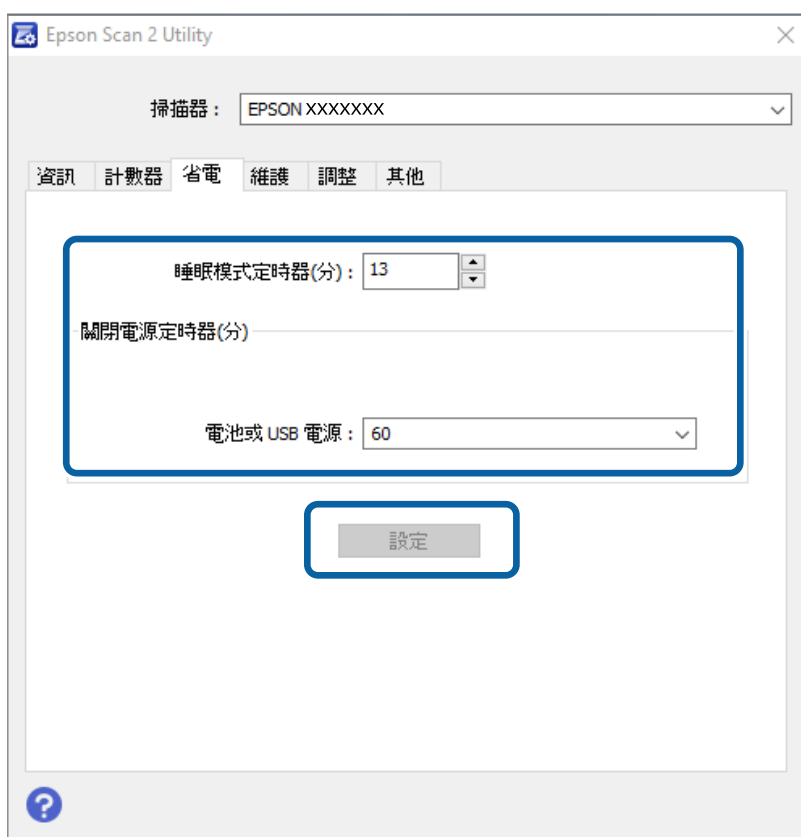 Epson Scan 2 Utility
掃描器： EPSON XXXXXXX
資訊 計數器 省電 維護 調整 其他
睡眠模式定時器(分)： 13
關閉電源定時器(分)
電池或 USB 電源： 60
設定
?